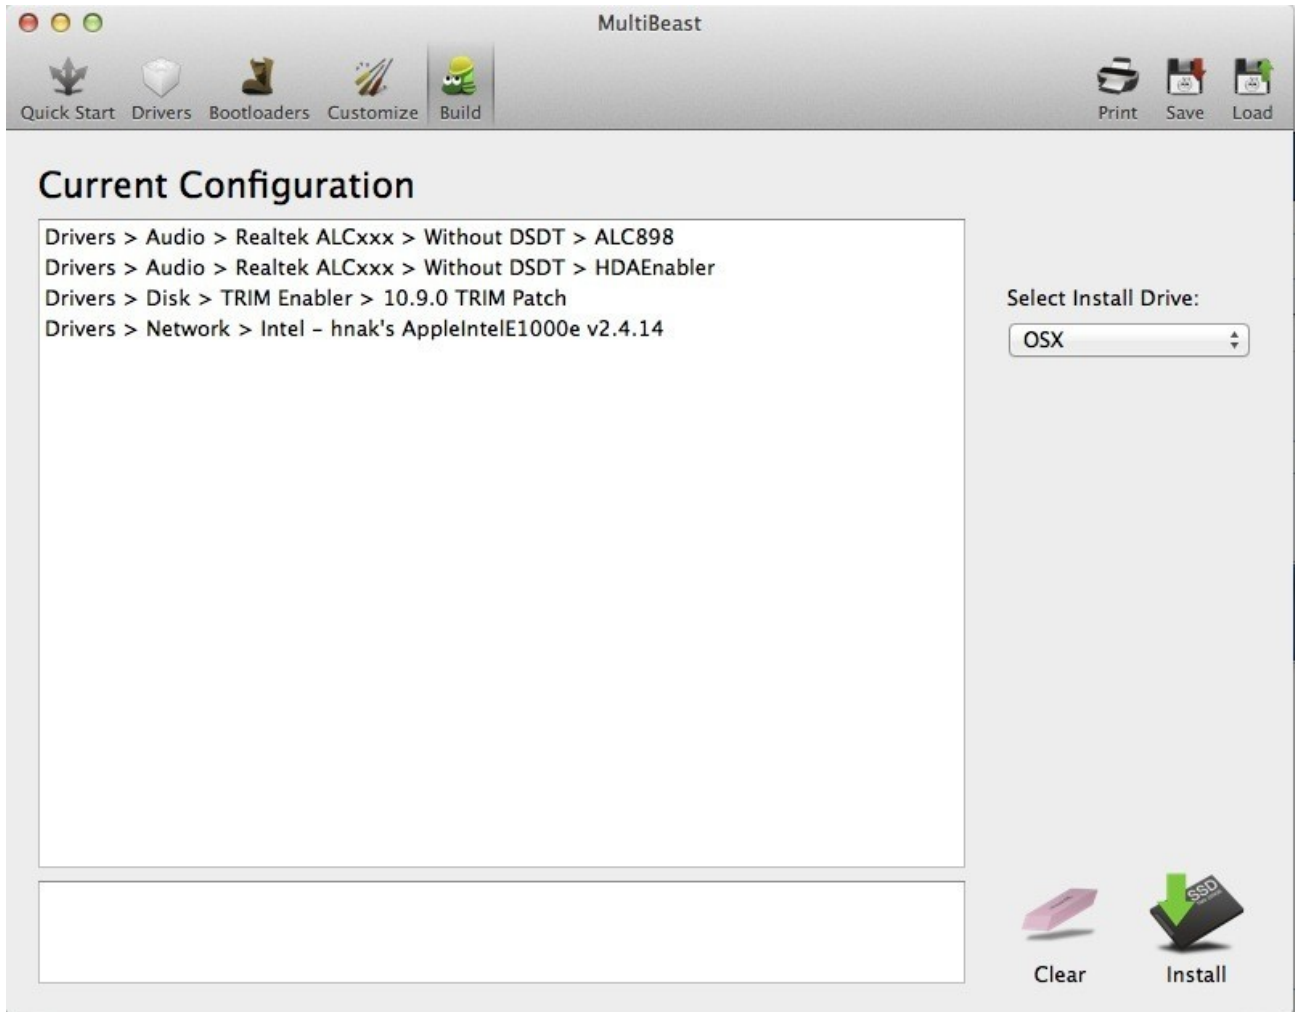 MultiBeast
Quick Start Drivers Bootloaders Customize Build Print Save Load
Current Configuration
Drivers > Audio > Realtek ALCxxx > Without DSDT > ALC898
Drivers > Audio > Realtek ALCxxx > Without DSDT > HDAEnabler
Drivers > Disk > TRIM Enabler > 10.9.0 TRIM Patch
Drivers > Network > Intel – hnak's AppleIntelE1000e v2.4.14
Select Install Drive:
OSX
SSD
Clear Install